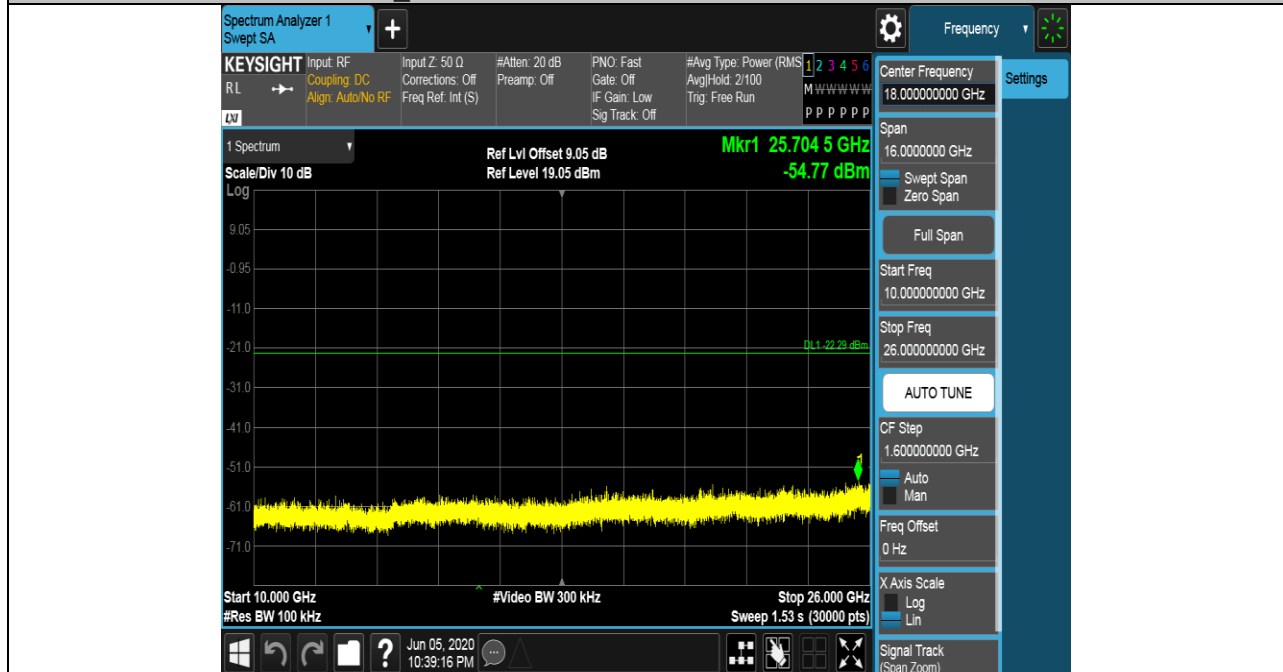 Spectrum Analyzer 1
Swept SA
Frequency
KEYSIGHT
RL
LXI
Input: RF
Coupling: DC
Align: Auto/No RF
Input Z: 50 Ω
Corrections: Off
Freq Ref: Int (S)
#Atten: 20 dB
Preamp: Off
PNO: Fast
Gate: Off
IF Gain: Low
Sig Track: Off
#Avg Type: Power (RMS
Avg|Hold: 2/100
Trig: Free Run
1 2 3 4 5 6
M W W W W W
P P P P P P
1 Spectrum
Scale/Div 10 dB
Ref Lvl Offset 9.05 dB
Ref Level 19.05 dBm
Mkr1 25.704 5 GHz
-54.77 dBm
Log
9.05
-0.95
-11.0
-21.0
DL1 -22.29 dBm
-31.0
-41.0
-51.0
1
-61.0
-71.0
Start 10.000 GHz
#Res BW 100 kHz
#Video BW 300 kHz
Stop 26.000 GHz
Sweep 1.53 s (30000 pts)
?
Jun 05, 2020
10:39:16 PM
Center Frequency
18.000000000 GHz
Span
16.0000000 GHz
Swept Span
Zero Span
Full Span
Start Freq
10.000000000 GHz
Stop Freq
26.000000000 GHz
AUTO TUNE
CF Step
1.600000000 GHz
Auto
Man
Freq Offset
0 Hz
X Axis Scale
Log
Lin
Signal Track
(Span Zoom)
Settings